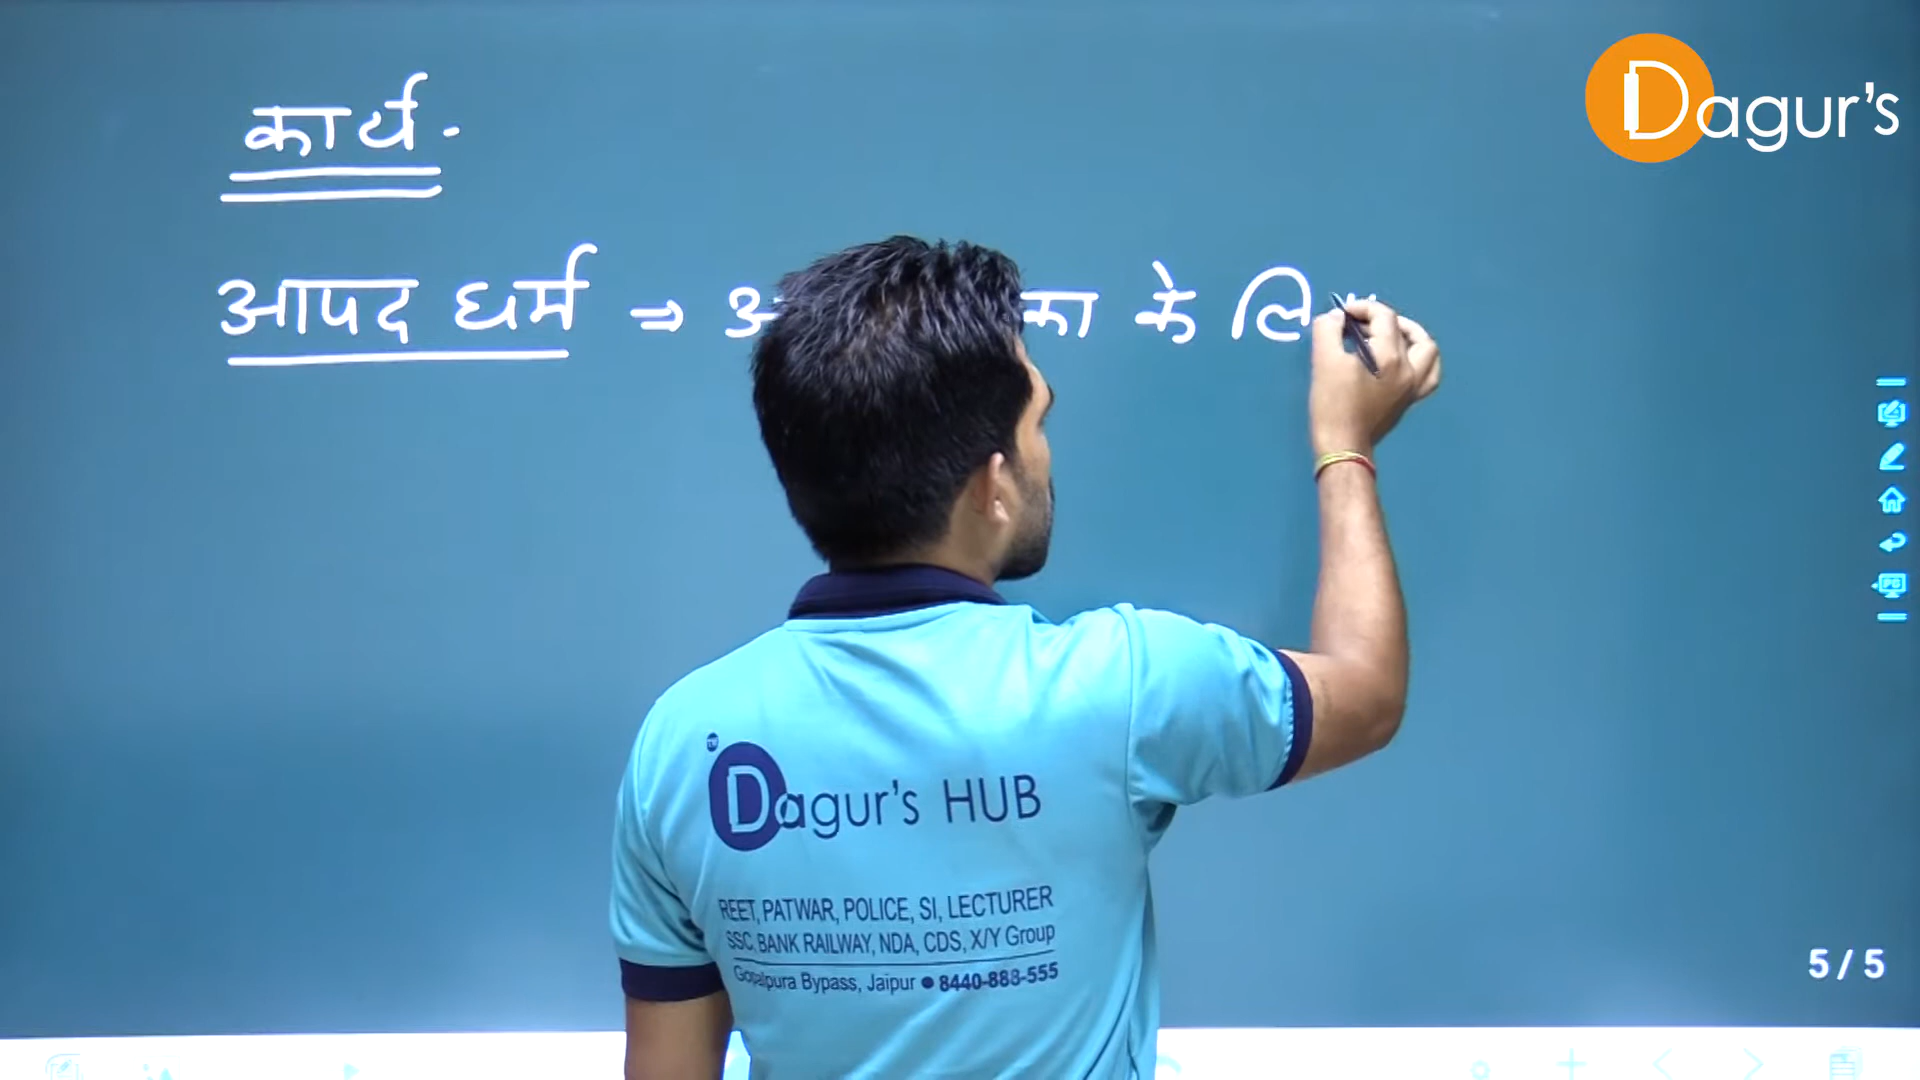 कार्य -
Dagur's
आपद धर्म ⇒ के
Dagur's HUB
REET, PATWAR, POLICE, SI, LECTURER
SSC, BANK RAILWAY, NDA, CDS, X/Y Group
Gopalpura Bypass, Jaipur ● 8440-888-555
5 / 5